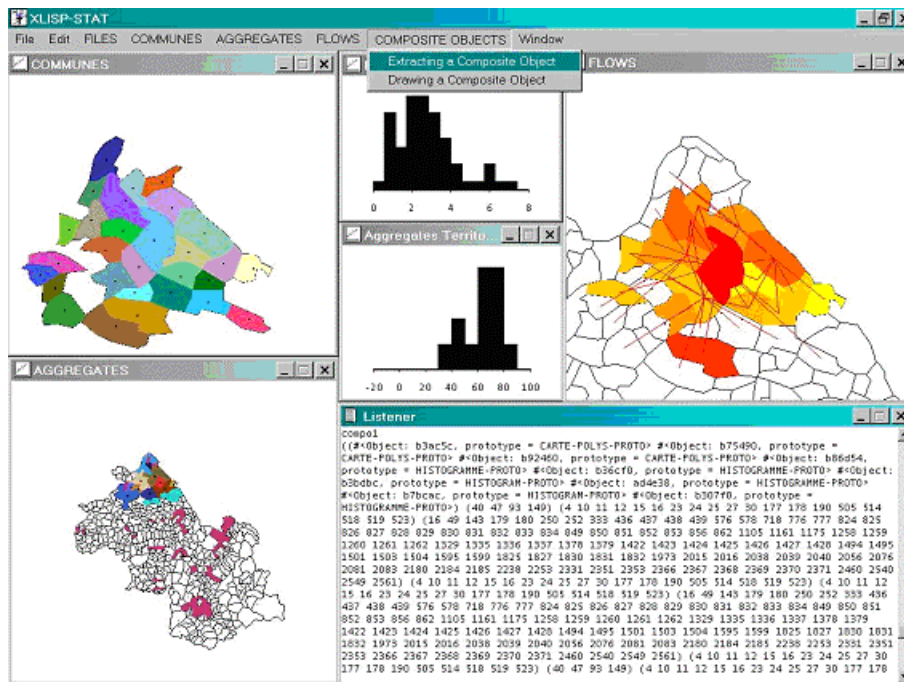 XLISP-STAT
File Edit FILES COMMUNES AGGREGATES FLOWS COMPOSITE OBJECTS Window
Extracting a Composite Object
Drawing a Composite Object
COMMUNES
FLOWS
0 2 4 6 8
Aggregates Territo...
-20 0 20 40 60 80 100
AGGREGATES
Listener
compo1
((#<Object: b3ac5c, prototype = CARTE-POLYS-PROTO> #<Object: b75490, prototype =
CARTE-POLYS-PROTO> #<Object: b92460, prototype = CARTE-POLYS-PROTO> #<Object: b86d54,
prototype = HISTOGRAMME-PROTO> #<Object: b36cf0, prototype = HISTOGRAMME-PROTO> #<Object:
b3bdbc, prototype = HISTOGRAM-PROTO> #<Object: ad4e38, prototype = HISTOGRAM-PROTO>
#<Object: b7bcac, prototype = HISTOGRAM-PROTO> #<Object: b307f0, prototype =
HISTOGRAMME-PROTO>) (40 47 93 149) (4 10 11 12 15 16 23 24 25 27 30 177 178 190 505 514
518 519 523) (16 49 143 179 180 250 252 333 436 437 438 439 576 578 718 776 777 824 825
826 827 828 829 830 831 832 833 834 849 850 851 852 853 856 862 1105 1161 1175 1258 1259
1260 1261 1262 1329 1335 1336 1337 1378 1379 1422 1423 1424 1425 1426 1427 1428 1494 1495
1501 1503 1504 1595 1599 1825 1827 1830 1831 1832 1973 2015 2016 2038 2039 2040 2056 2076
2081 2083 2180 2184 2185 2238 2253 2331 2351 2353 2366 2367 2368 2369 2370 2371 2460 2540
2549 2561) (4 10 11 12 15 16 23 24 25 27 30 177 178 190 505 514 518 519 523) (4 10 11 12
15 16 23 24 25 27 30 177 178 190 505 514 518 519 523) (16 49 143 179 180 250 252 333 436
437 438 439 576 578 718 776 777 824 825 826 827 828 829 830 831 832 833 834 849 850 851
852 853 856 862 1105 1161 1175 1258 1259 1260 1261 1262 1329 1335 1336 1337 1378 1379
1422 1423 1424 1425 1426 1427 1428 1494 1495 1501 1503 1504 1595 1599 1825 1827 1830 1831
1832 1973 2015 2016 2038 2039 2040 2056 2076 2081 2083 2180 2184 2185 2238 2253 2331 2351
2353 2366 2367 2368 2369 2370 2371 2460 2540 2549 2561) (4 10 11 12 15 16 23 24 25 27 30
177 178 190 505 514 518 519 523) (40 47 93 149) (4 10 11 12 15 16 23 24 25 27 30 177 178